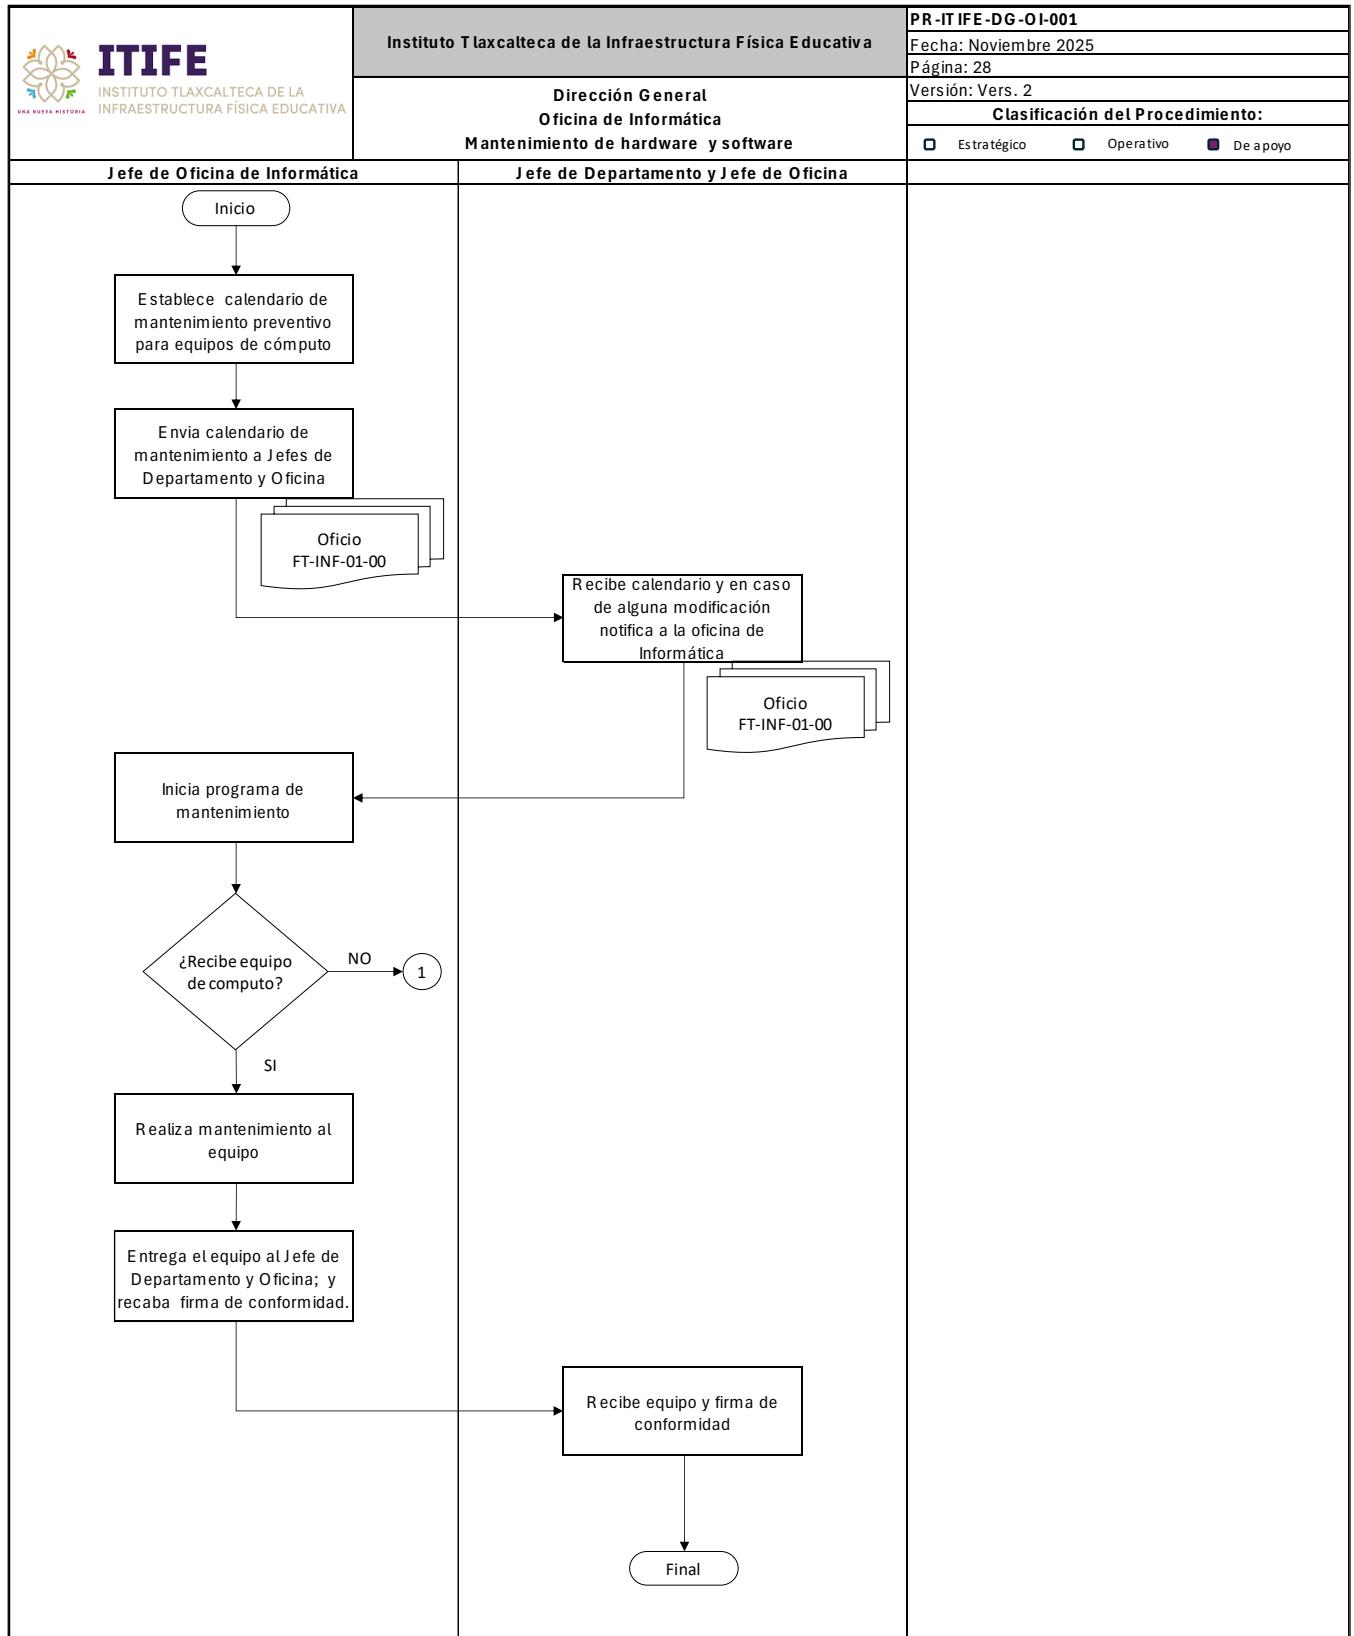 UNA NUEVA HISTORIA
ITIFE
INSTITUTO TLAXCALTECA DE LA
INFRAESTRUCTURA FÍSICA EDUCATIVA
Instituto Tlaxcalteca de la Infraestructura Física Educativa
Dirección General
Oficina de Informática
Mantenimiento de hardware y software
PR-ITIFE-DG-OI-001
Fecha: Noviembre 2025
Página: 28
Versión: Vers. 2
Clasificación del Procedimiento:
Estratégico Operativo De apoyo
Jefe de Oficina de Informática
Jefe de Departamento y Jefe de Oficina
Inicio
Establece calendario de
mantenimiento preventivo
para equipos de cómputo
Envia calendario de
mantenimiento a Jefes de
Departamento y Oficina
Oficio
FT-INF-01-00
Recibe calendario y en caso
de alguna modificación
notifica a la oficina de
Informática
Oficio
FT-INF-01-00
Inicia programa de
mantenimiento
¿Recibe equipo
de computo?
NO
1
SI
Realiza mantenimiento al
equipo
Entrega el equipo al Jefe de
Departamento y Oficina; y
recaba firma de conformidad.
Recibe equipo y firma de
conformidad
Final